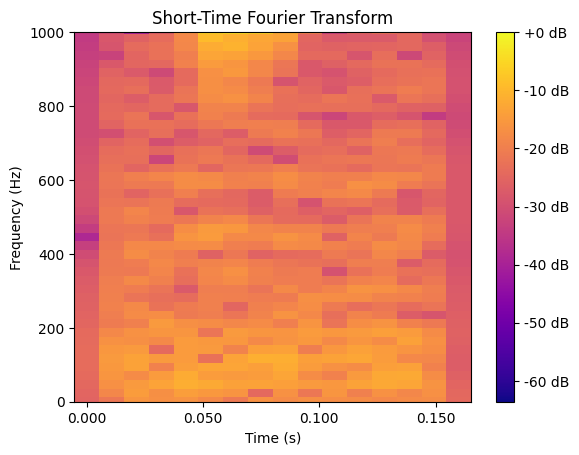 Short-Time Fourier Transform
1000
800
600
400
200
0
Frequency (Hz)
0.000
0.050
0.100
0.150
Time (s)
+0 dB
-10 dB
-20 dB
-30 dB
-40 dB
-50 dB
-60 dB